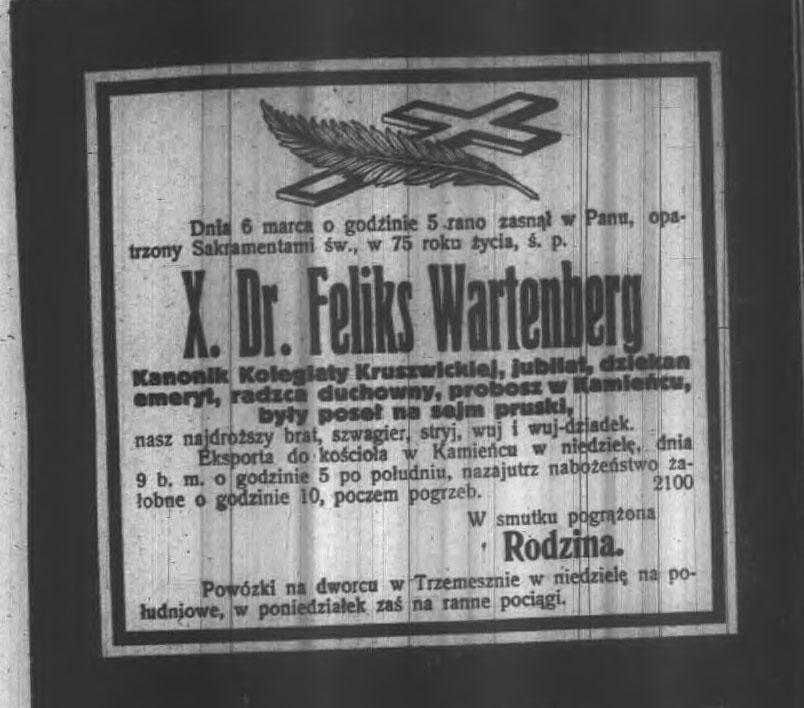 Dnia 6 marca o godzinie 5 rano zasnął w Panu, opa-
trzony Sakramentami św., w 75 roku życia, ś. p.
X. Dr. Feliks Wartenberg
Kanonik Kolegiaty Kruszwickiej, jubilat, dziekan
emeryt, radzca duchowny, probosz w Kamieńcu,
były poseł na sejm pruski,
nasz najdroższy brat, szwagier, stryj, wuj i wuj-dziadek.
Eksporta do kościoła w Kamieńcu w niedzielę, dnia
9 b. m. o godzinie 5 po południu, nazajutrz nabożeństwo ża-
łobne o godzinie 10, poczem pogrzeb. 2100
W smutku pogrążona
Rodzina.
Powózki na dworcu w Trzemesznie w niedzielę na po-
łudniowe, w poniedziałek zaś na ranne pociągi.